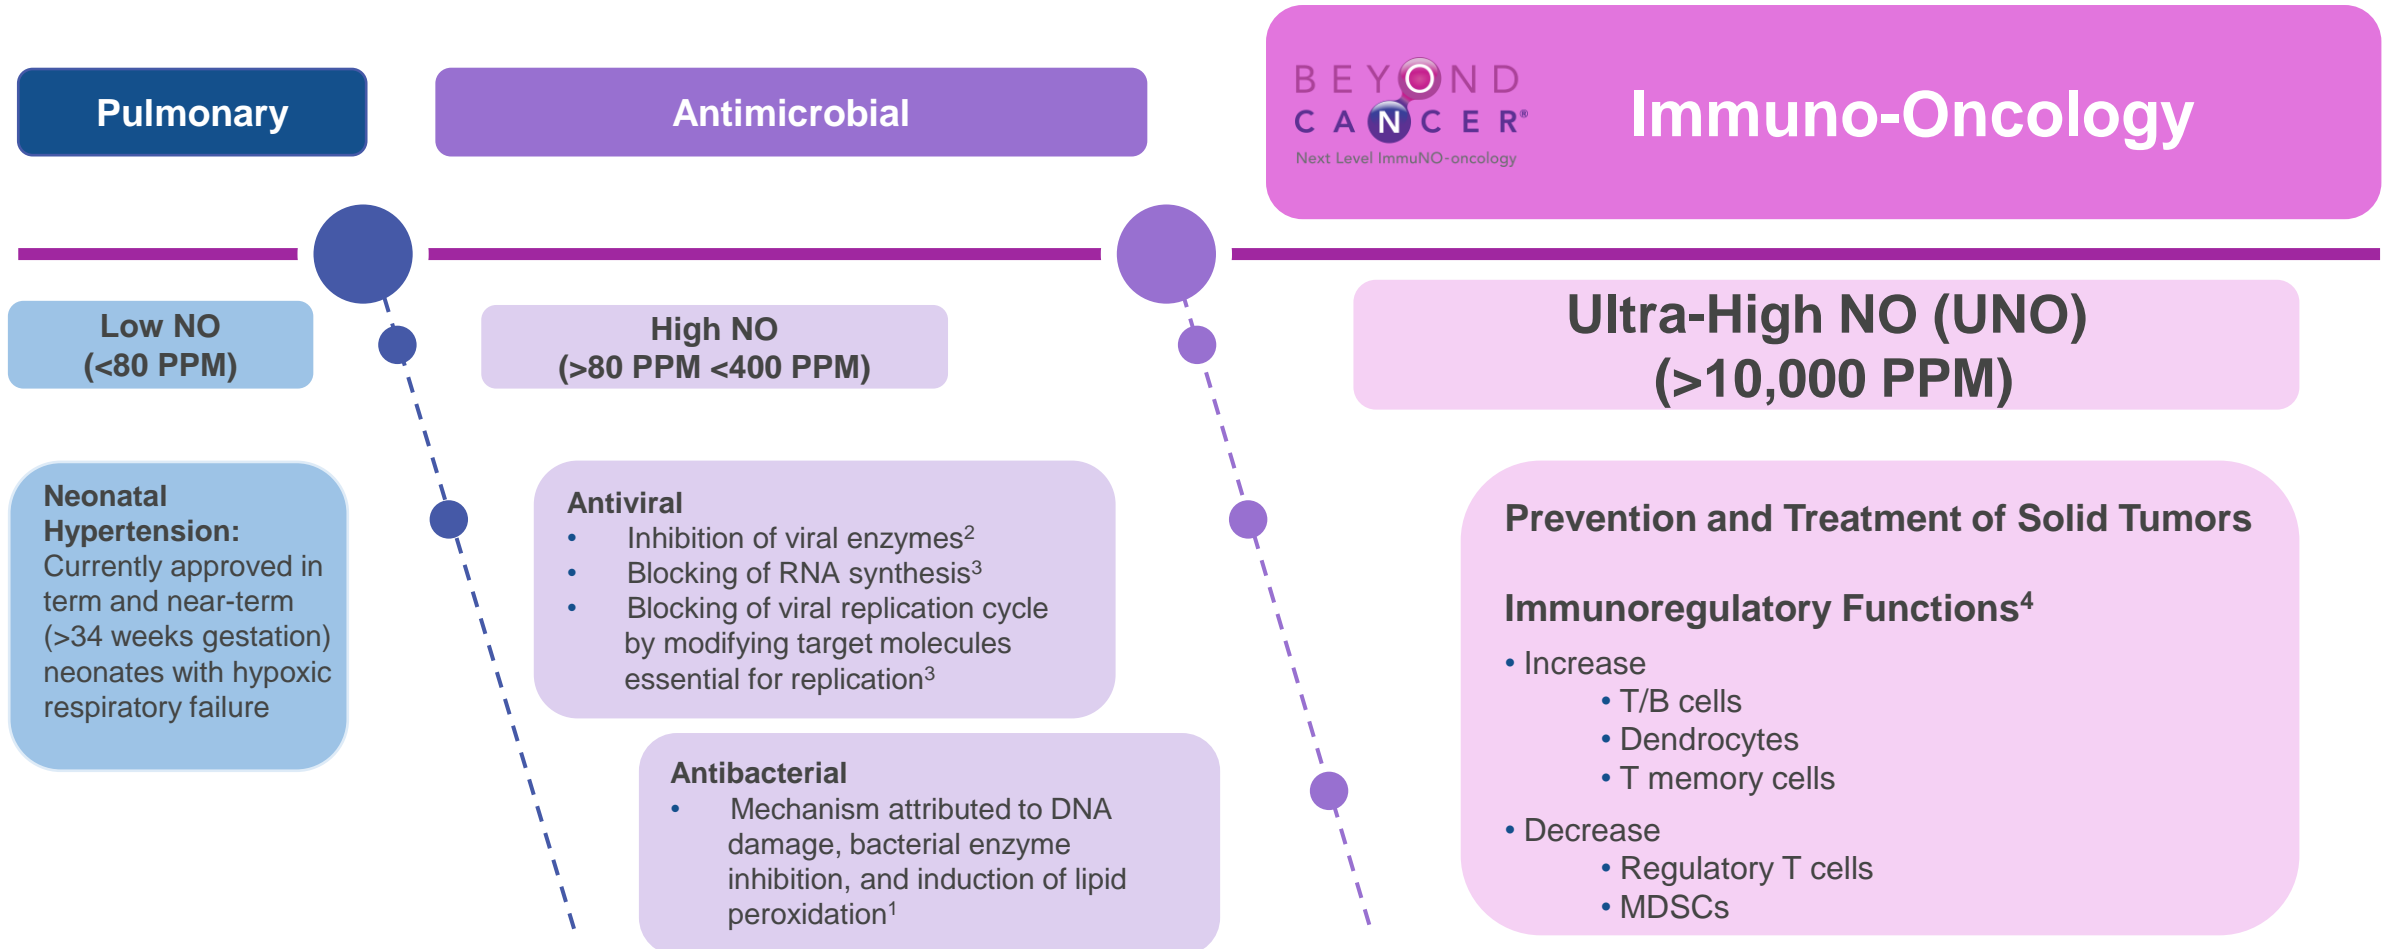 Pulmonary
Antimicrobial
BEYOND
CANCER®
Next Level ImmuNO-oncology
Immuno-Oncology
Low NO
(<80 PPM)
High NO
(>80 PPM <400 PPM)
Ultra-High NO (UNO)
(>10,000 PPM)
Neonatal
Hypertension:
Currently approved in
term and near-term
(>34 weeks gestation)
neonates with hypoxic
respiratory failure
Antiviral
• Inhibition of viral enzymes²
• Blocking of RNA synthesis³
• Blocking of viral replication cycle
by modifying target molecules
essential for replication³
Antibacterial
• Mechanism attributed to DNA
damage, bacterial enzyme
inhibition, and induction of lipid
peroxidation¹
Prevention and Treatment of Solid Tumors
Immunoregulatory Functions⁴
• Increase
• T/B cells
• Dendrocytes
• T memory cells
• Decrease
• Regulatory T cells
• MDSCs